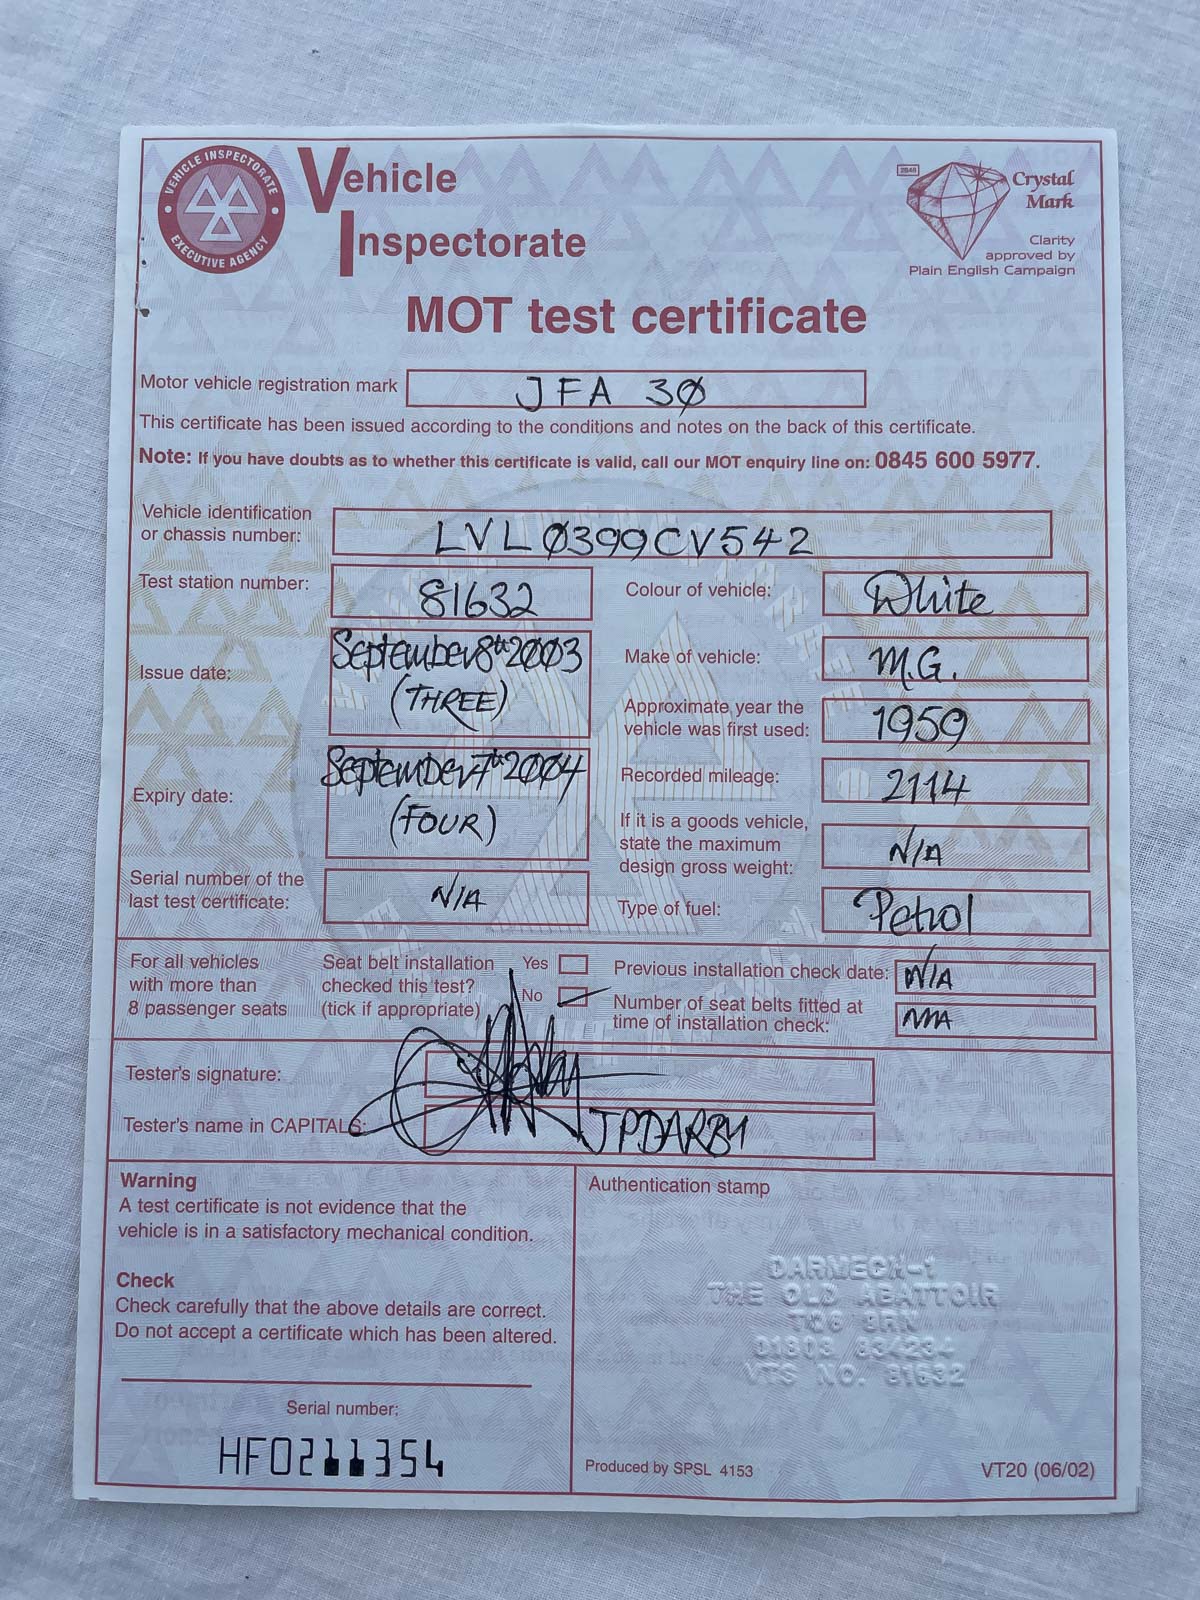 VEHICLE INSPECTORATE
EXECUTIVE AGENCY
Vehicle
Inspectorate
2848
Crystal
Mark
Clarity
approved by
Plain English Campaign
MOT test certificate
Motor vehicle registration mark JFA 30
This certificate has been issued according to the conditions and notes on the back of this certificate.
Note: If you have doubts as to whether this certificate is valid, call our MOT enquiry line on: 0845 600 5977.
Vehicle identification
or chassis number: LVL0399CV542
Test station number: 81632
Colour of vehicle: White
Issue date: September 8th 2003
(THREE)
Make of vehicle: M.G.
Approximate year the
vehicle was first used: 1959
Expiry date: September 7th 2004
(FOUR)
Recorded mileage: 2114
If it is a goods vehicle,
state the maximum
design gross weight: N/A
Serial number of the
last test certificate: N/A
Type of fuel: Petrol
For all vehicles
with more than
8 passenger seats
Seat belt installation
checked this test?
(tick if appropriate)
Yes
No
Previous installation check date: N/A
Number of seat belts fitted at
time of installation check: N/A
Tester's signature:
Tester's name in CAPITALS: J P DARBY
Warning
A test certificate is not evidence that the
vehicle is in a satisfactory mechanical condition.
Check
Check carefully that the above details are correct.
Do not accept a certificate which has been altered.
Serial number:
HF0211354
Authentication stamp
DARMECH-1
THE OLD ABATTOIR
TQ6 9RN
01803 834234
VTS NO. 81632
Produced by SPSL 4153
VT20 (06/02)